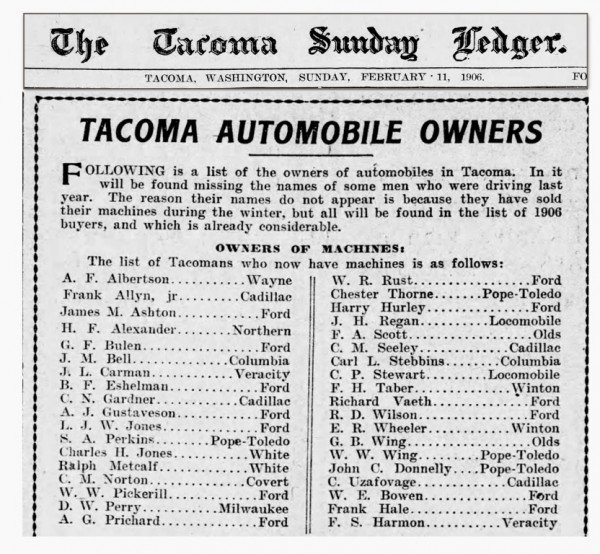 The Tacoma Sunday Ledger.
TACOMA, WASHINGTON, SUNDAY, FEBRUARY 11, 1906. FO
TACOMA AUTOMOBILE OWNERS
FOLLOWING is a list of the owners of automobiles in Tacoma. In it
will be found missing the names of some men who were driving last
year. The reason their names do not appear is because they have sold
their machines during the winter, but all will be found in the list of 1906
buyers, and which is already considerable.
OWNERS OF MACHINES:
The list of Tacomans who now have machines is as follows:
A. F. Albertson...........Wayne
Frank Allyn, jr.........Cadillac
James M. Ashton............Ford
H. F. Alexander........Northern
G. F. Bulen................Ford
J. M. Bell.............Columbia
J. L. Carman...........Veracity
B. F. Eshelman.............Ford
C. N. Gardner..........Cadillac
A. J. Gustaveson...........Ford
L. J. W. Jones.............Ford
S. A. Perkins.......Pope-Toledo
Charles H. Jones..........White
Ralph Metcalf.............White
C. M. Norton.............Covert
W. W. Pickerill............Ford
D. W. Perry...........Milwaukee
A. G. Prichard.............Ford
W. R. Rust.................Ford
Chester Thorne......Pope-Toledo
Harry Hurley...............Ford
J. H. Regan..........Locomobile
F. A. Scott................Olds
C. M. Seeley...........Cadillac
Carl L. Stebbins.......Columbia
C. P. Stewart........Locomobile
F. H. Taber..............Winton
Richard Vaeth..............Ford
R. D. Wilson...............Ford
E. R. Wheeler............Winton
G. B. Wing.................Olds
W. W. Wing..........Pope-Toledo
John C. Donnelly....Pope-Toledo
C. Uzafovage...........Cadillac
W. E. Bowen................Ford
Frank Hale.................Ford
F. S. Harmon...........Veracity